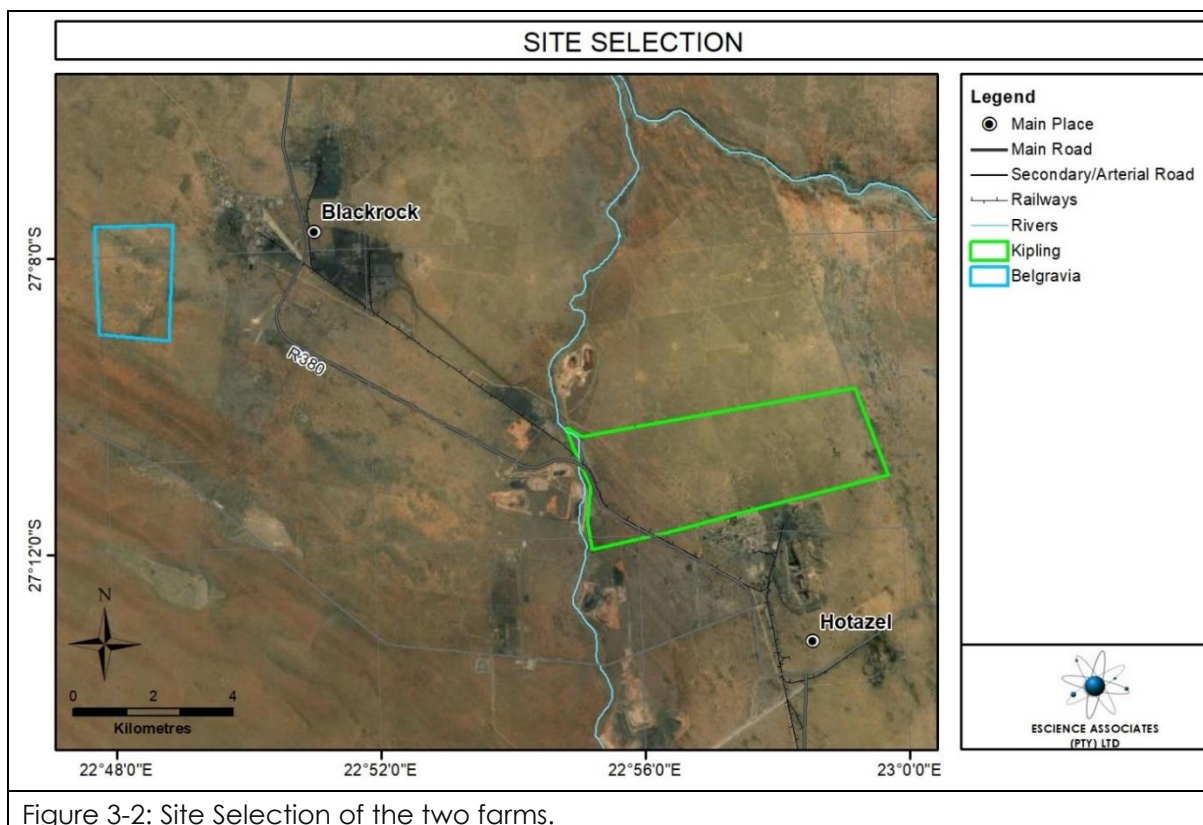 SITE SELECTION
Blackrock
R380
Hotazel
27°8'0"S
27°12'0"S
N
0 2 4
Kilometres
22°48'0"E 22°52'0"E 22°56'0"E 23°0'0"E
Legend
Main Place
Main Road
Secondary/Arterial Road
Railways
Rivers
Kipling
Belgravia
ESCIENCE ASSOCIATES
(PTY) LTD
Figure 3-2: Site Selection of the two farms.